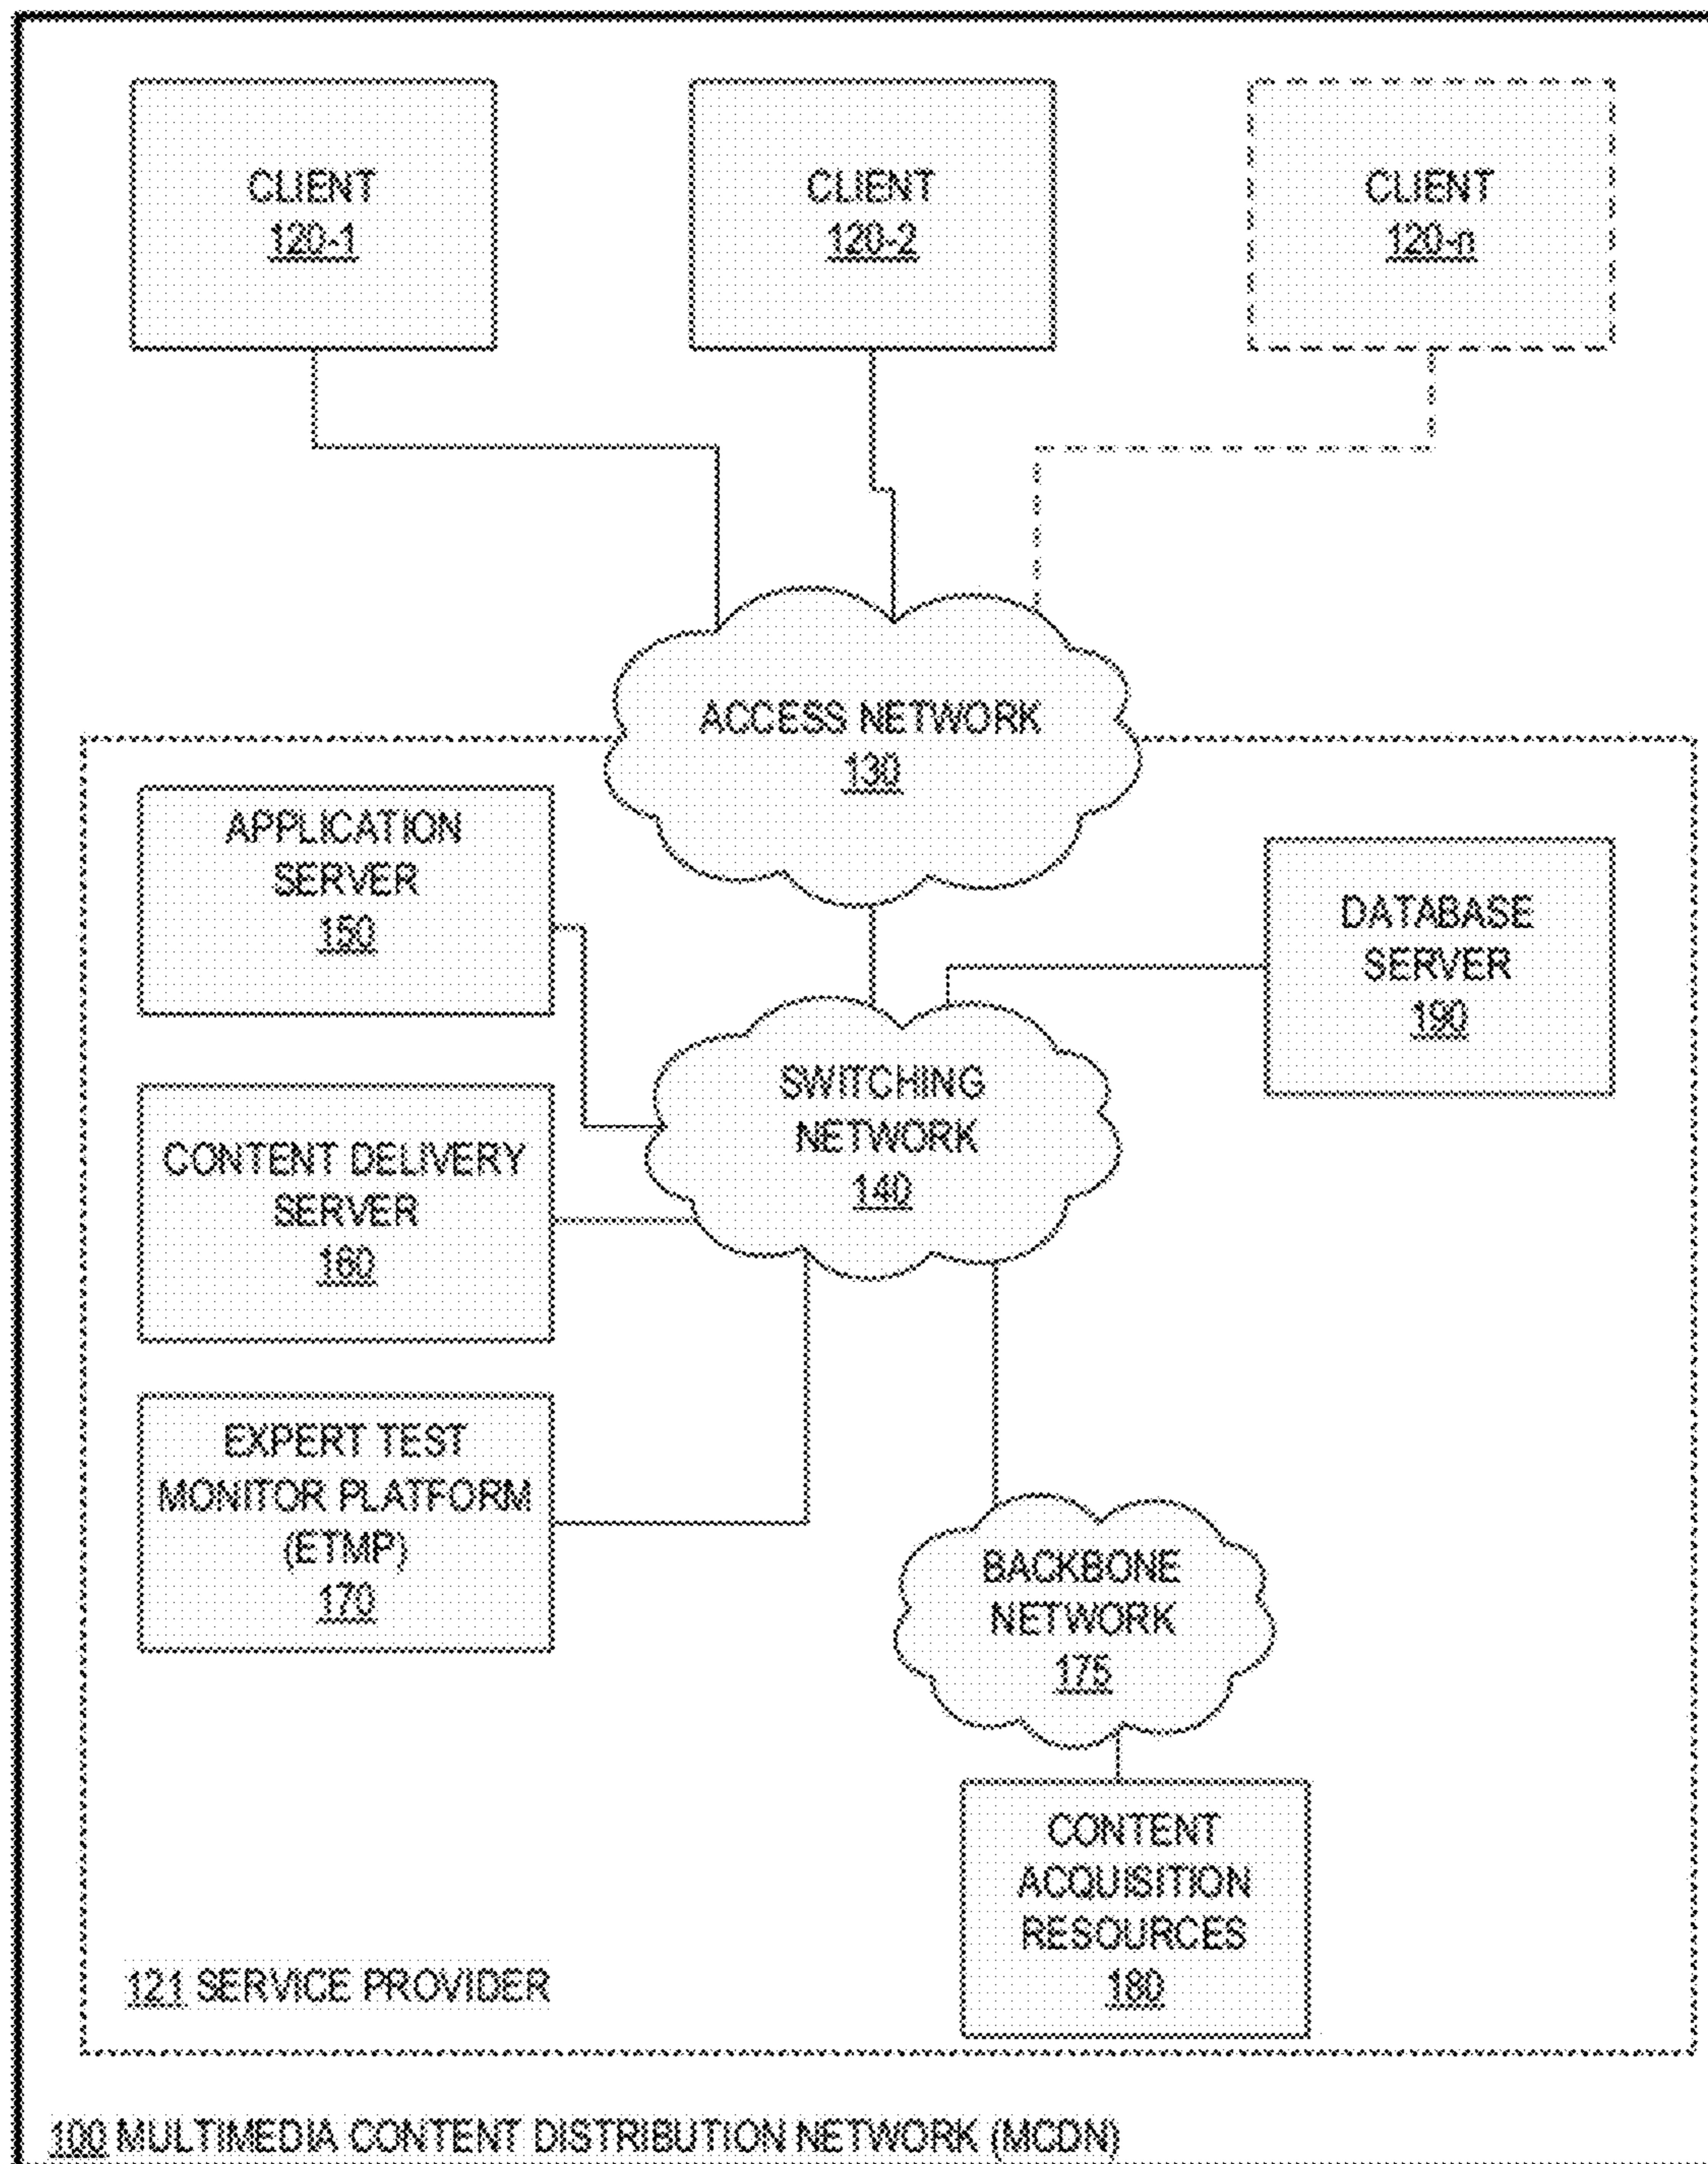 CLIENT
120-1
CLIENT
120-2
CLIENT
120-n
ACCESS NETWORK
130
APPLICATION
SERVER
150
DATABASE
SERVER
190
SWITCHING
NETWORK
140
CONTENT DELIVERY
SERVER
160
EXPERT TEST
MONITOR PLATFORM
(ETMP)
170
BACKBONE
NETWORK
175
CONTENT
ACQUISITION
RESOURCES
180
121 SERVICE PROVIDER
100 MULTIMEDIA CONTENT DISTRIBUTION NETWORK (MCDN)